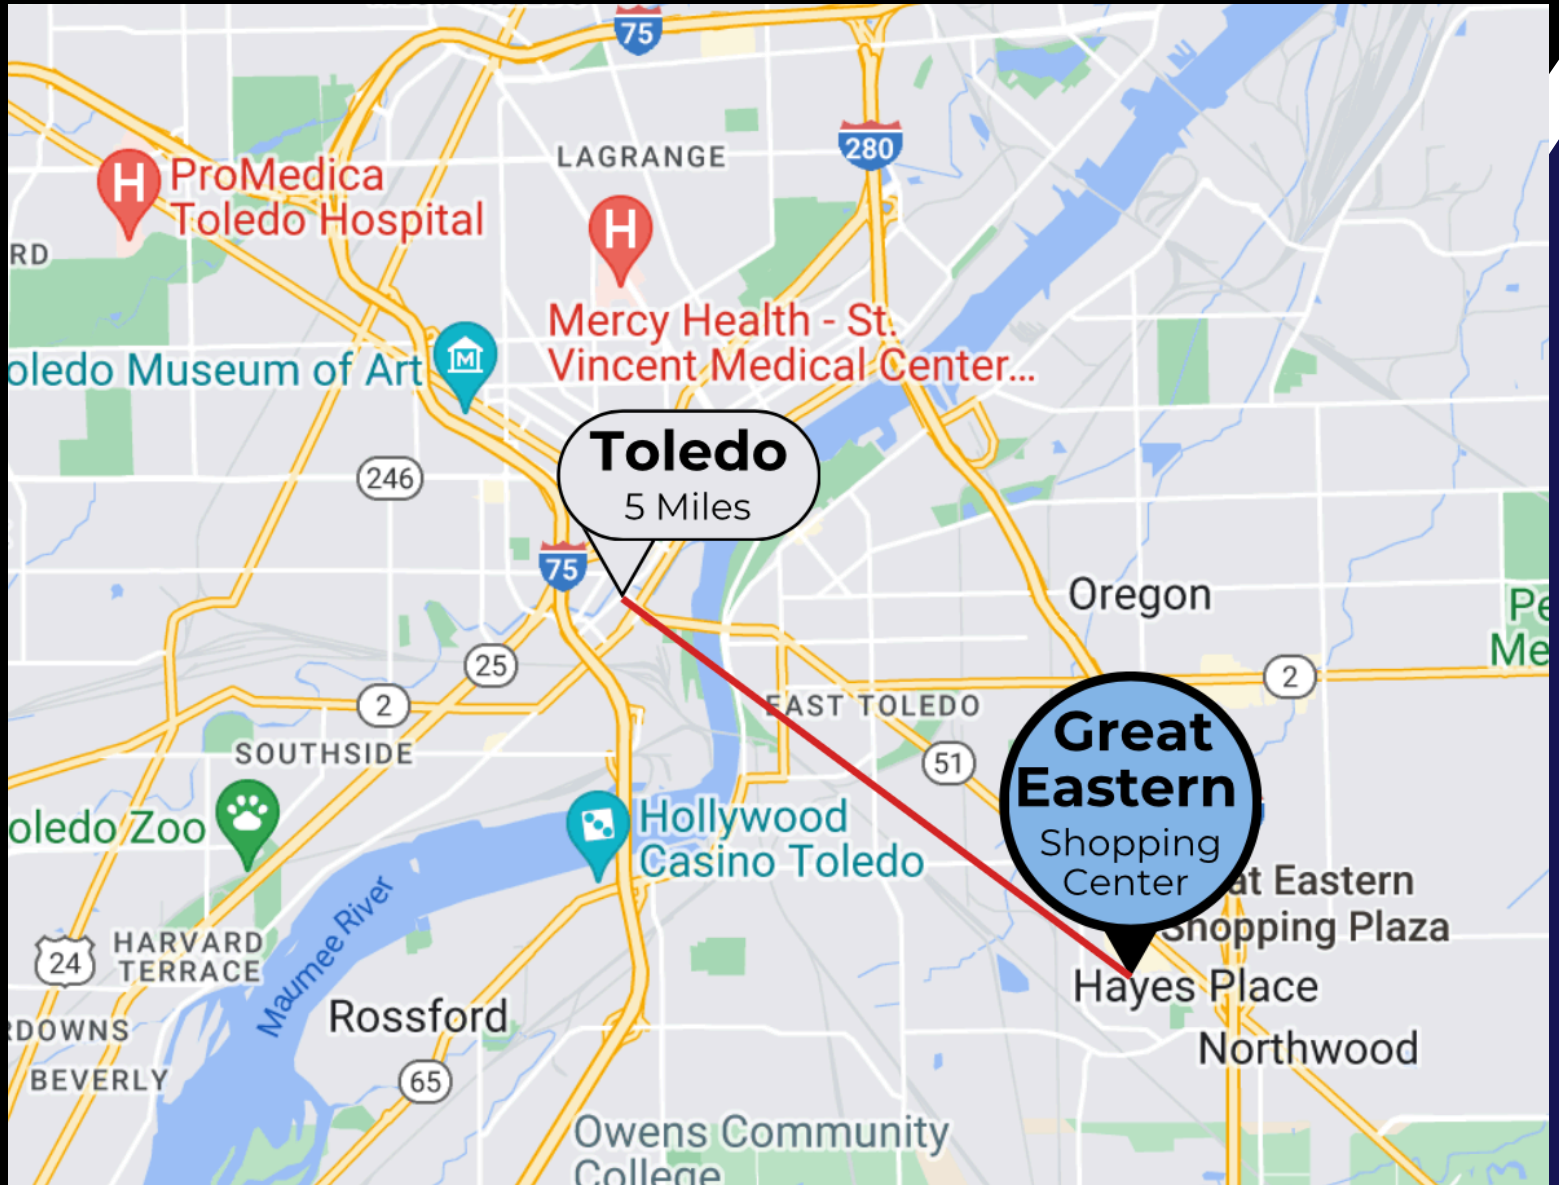 75
280
LAGRANGE
H
ProMedica
Toledo Hospital
H
RD
Mercy Health - St.
Vincent Medical Center...
oledo Museum of Art
M
Toledo
5 Miles
246
75
Oregon
Pe
Me
25
2
2
EAST TOLEDO
SOUTHSIDE
51
Great
Eastern
Shopping
Center
oledo Zoo
Hollywood
Casino Toledo
at Eastern
Shopping Plaza
HARVARD
TERRACE
24
Maumee River
Hayes Place
Rossford
RDOWNS
Northwood
BEVERLY
65
Owens Community
College